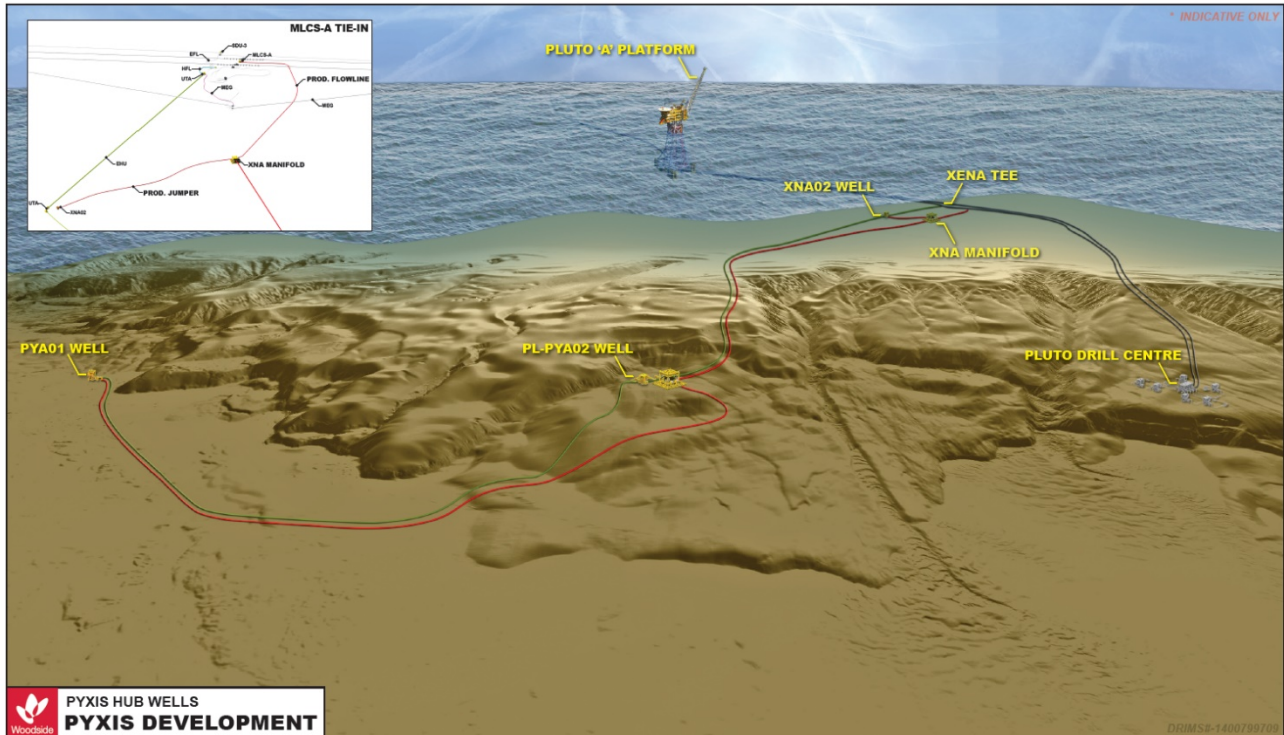 MLCS-A TIE-IN
SDU-3
EFL
MLCS-A
HFL
UTA
MEG
PROD. FLOWLINE
MEG
EHU
XNA MANIFOLD
PROD. JUMPER
UTA
XNA02
* INDICATIVE ONLY
PLUTO 'A' PLATFORM
XNA02 WELL
XENA TEE
XNA MANIFOLD
PYA01 WELL
PL-PYA02 WELL
PLUTO DRILL CENTRE
Woodside
PYXIS HUB WELLS
PYXIS DEVELOPMENT
DRIMS#-1400799709